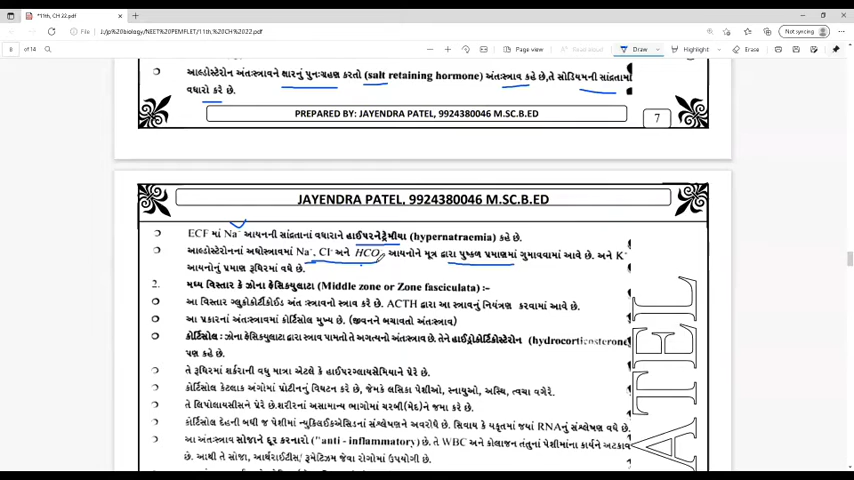 *11th, CH 22.pdf
File | J:/p%20biology/NEET%20PEMFLET/11th,%20CH%2022.pdf
Not syncing
8 of 14
Page view
Draw
Highlight
Erase
આલ્ડોસ્ટેરોન અંતઃસ્ત્રાવને ક્ષારનું પુનઃગ્રહણ કરતો (salt retaining hormone) અંતઃસ્ત્રાવ કહે છે,તે સોડિયમની સાંદ્રતામાં
વધારો કરે છે.
PREPARED BY: JAYENDRA PATEL, 9924380046 M.SC.B.ED
7
JAYENDRA PATEL, 9924380046 M.SC.B.ED
ECF માં Na⁻ આયનની સાંદ્રતાનાં વધારાને હાઈપરનેટ્રેમીયા (hypernatraemia) કહે છે.
આલ્ડોસ્ટેરોનનાં અધોસ્ત્રાવમાં Na⁻, Cl⁻ અને HCO આયનોને મૂત્ર દ્વારા પુષ્કળ પ્રમાણમાં ગુમાવવામાં આવે છે. અને K⁺
આયનોનું પ્રમાણ રૂધિરમાં વધે છે.
2. મધ્ય વિસ્તાર કે ઝોના ફેસિક્યુલાટા (Middle zone or Zone fasciculata) :-
આ વિસ્તાર ગ્લુકોકોર્ટીકોઈડ અંતઃસ્ત્રાવનો સ્ત્રાવ કરે છે. ACTH દ્વારા આ સ્ત્રાવનું નિયંત્રણ કરવામાં આવે છે.
આ પ્રકારનાં અંતઃસ્ત્રાવમાં કોર્ટિસોલ મુખ્ય છે. (જીવનને બચાવતો અંતઃસ્ત્રાવ)
કોર્ટિસોલ : ઝોના ફેસિક્યુલાટા દ્વારા સ્ત્રાવ પામતો તે અગત્યનો અંતઃસ્ત્રાવ છે. તેને હાઈડ્રોકોર્ટિકોસ્ટેરોન (hydrocorticosterone
પણ કહે છે.
તે રૂધિરમાં શર્કરાની વધુ માત્રા એટલે કે હાઈપરગ્લાયસેમિયાને પ્રેરે છે.
કોર્ટિસોલ કેટલાક અંગોમાં પ્રોટીનનું વિઘટન કરે છે, જેમકે લસિકા પેશીઓ, સ્નાયુઓ, અસ્થિ, ત્વચા વગેરે.
તે લિપોલાયસીસને પ્રેરે છે. શરીરનાં અસામાન્ય ભાગોમાં ચરબી(મેદ)ને જમા કરે છે.
કોર્ટિસોલ દેહની બધી જ પેશીમાં ન્યુક્લિઈકએસિડનાં સંશ્લેષણને અવરોધે છે. સિવાય કે યકૃતમાં જ્યાં RNAનું સંશ્લેષણ વધે છે.
આ અંતઃસ્ત્રાવ સોજાને દૂર કરનારો ("anti - inflammatory) છે. તે WBC અને કોલાજન તંતુનાં પેશીમાંના કાર્યને અટકાવ
છે. આથી તે સોજા, આર્થરાઈટીસ/ રૂમેટિઝમ જેવા રોગોમાં ઉપયોગી છે.
ATEL